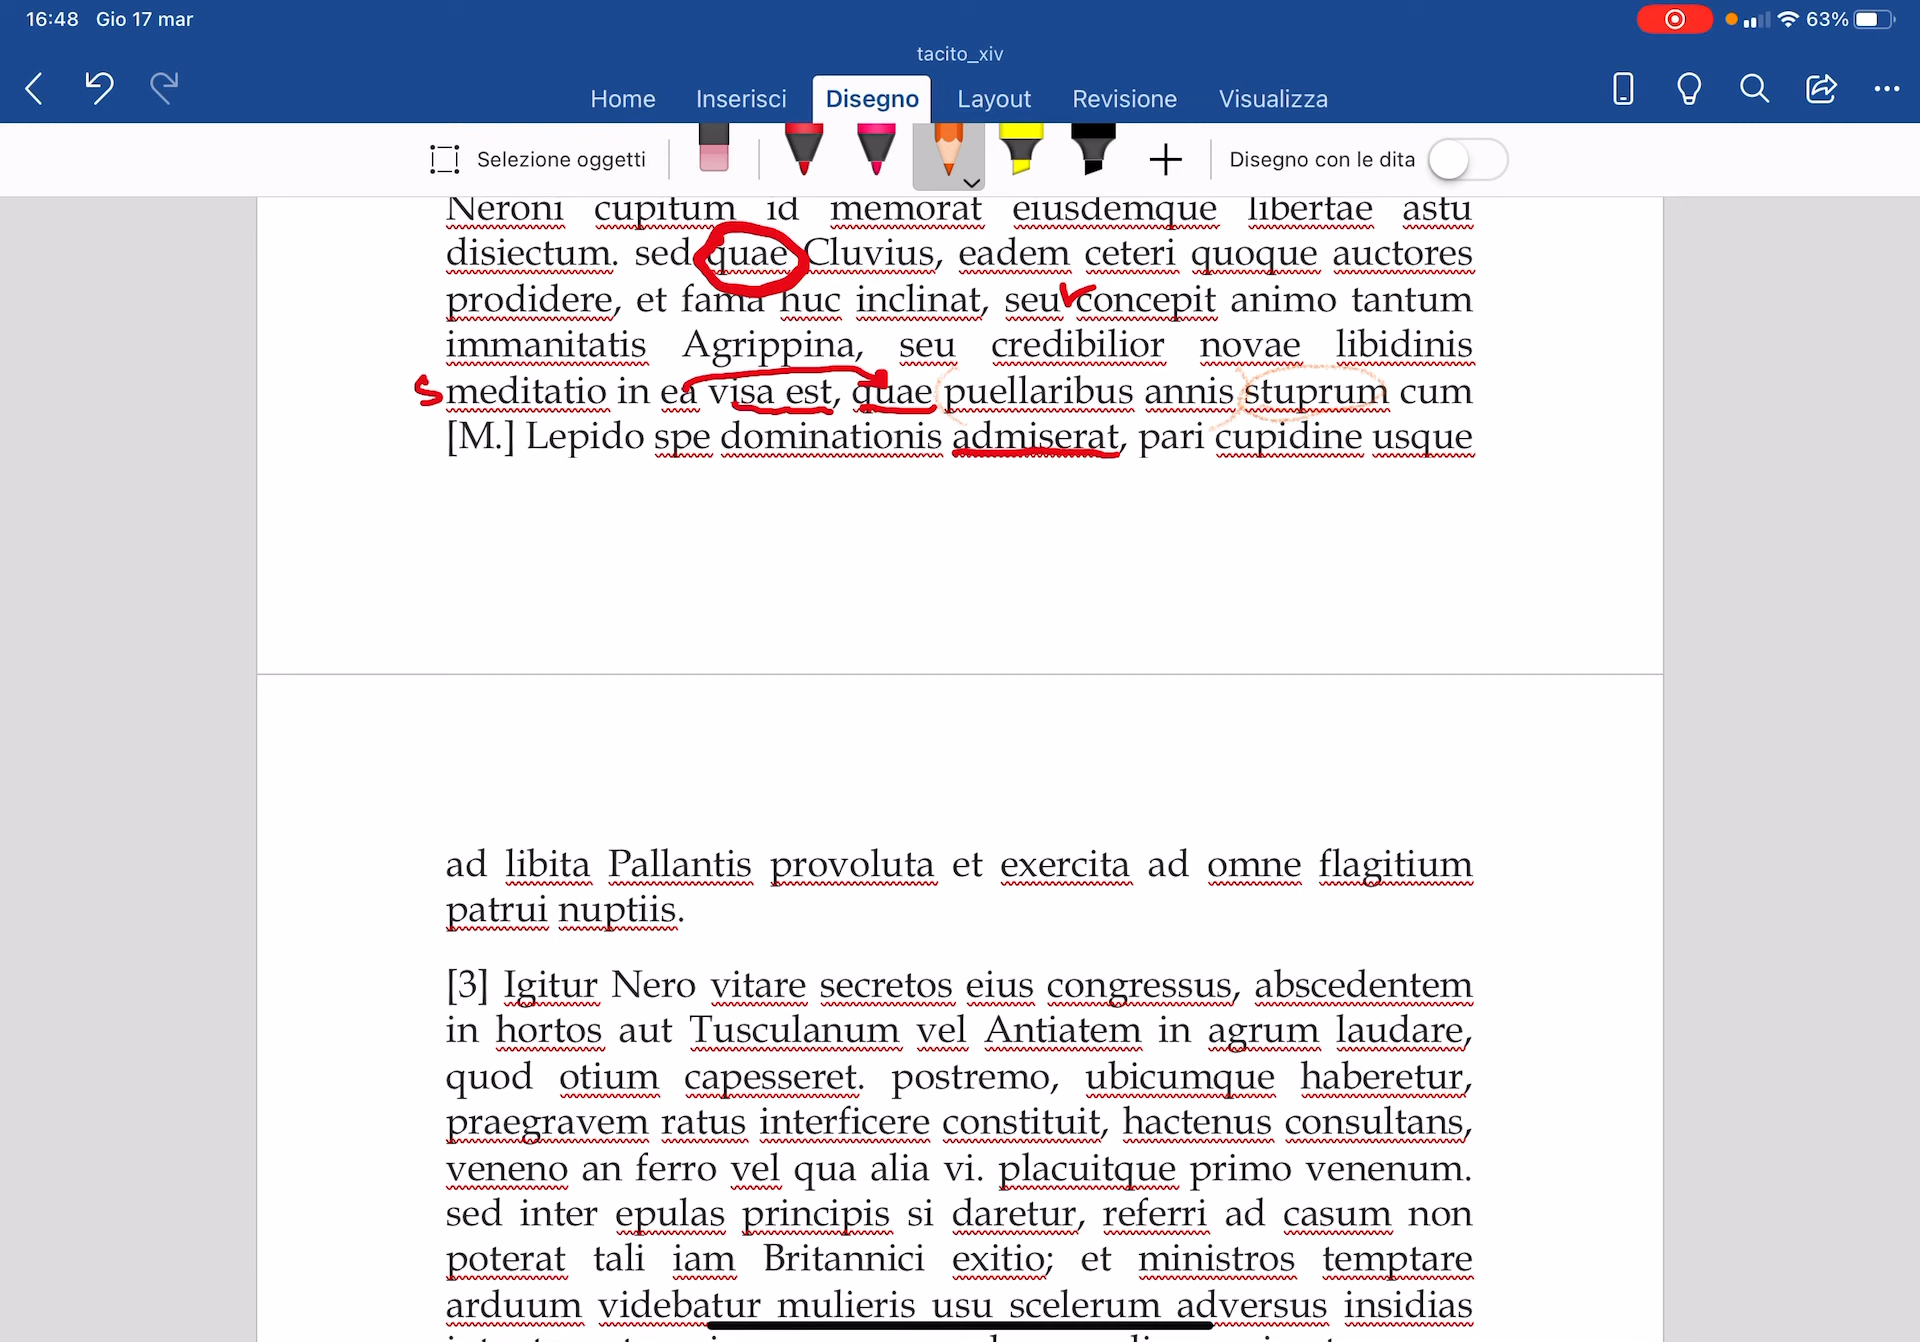 16:48 Gio 17 mar
63%
tacito_xiv
Home Inserisci Disegno Layout Revisione Visualizza
Selezione oggetti
Disegno con le dita
Neroni cupitum id memorat eiusdemque libertae astu
disiectum. sed quae Cluvius, eadem ceteri quoque auctores
prodidere, et fama huc inclinat, seu concepit animo tantum
immanitatis Agrippina, seu credibilior novae libidinis
S meditatio in ea visa est, quae puellaribus annis stuprum cum
[M.] Lepido spe dominationis admiserat, pari cupidine usque
ad libita Pallantis provoluta et exercita ad omne flagitium
patrui nuptiis.
[3] Igitur Nero vitare secretos eius congressus, abscedentem
in hortos aut Tusculanum vel Antiatem in agrum laudare,
quod otium capesseret. postremo, ubicumque haberetur,
praegravem ratus interficere constituit, hactenus consultans,
veneno an ferro vel qua alia vi. placuitque primo venenum.
sed inter epulas principis si daretur, referri ad casum non
poterat tali iam Britannici exitio; et ministros temptare
arduum videbatur mulieris usu scelerum adversus insidias